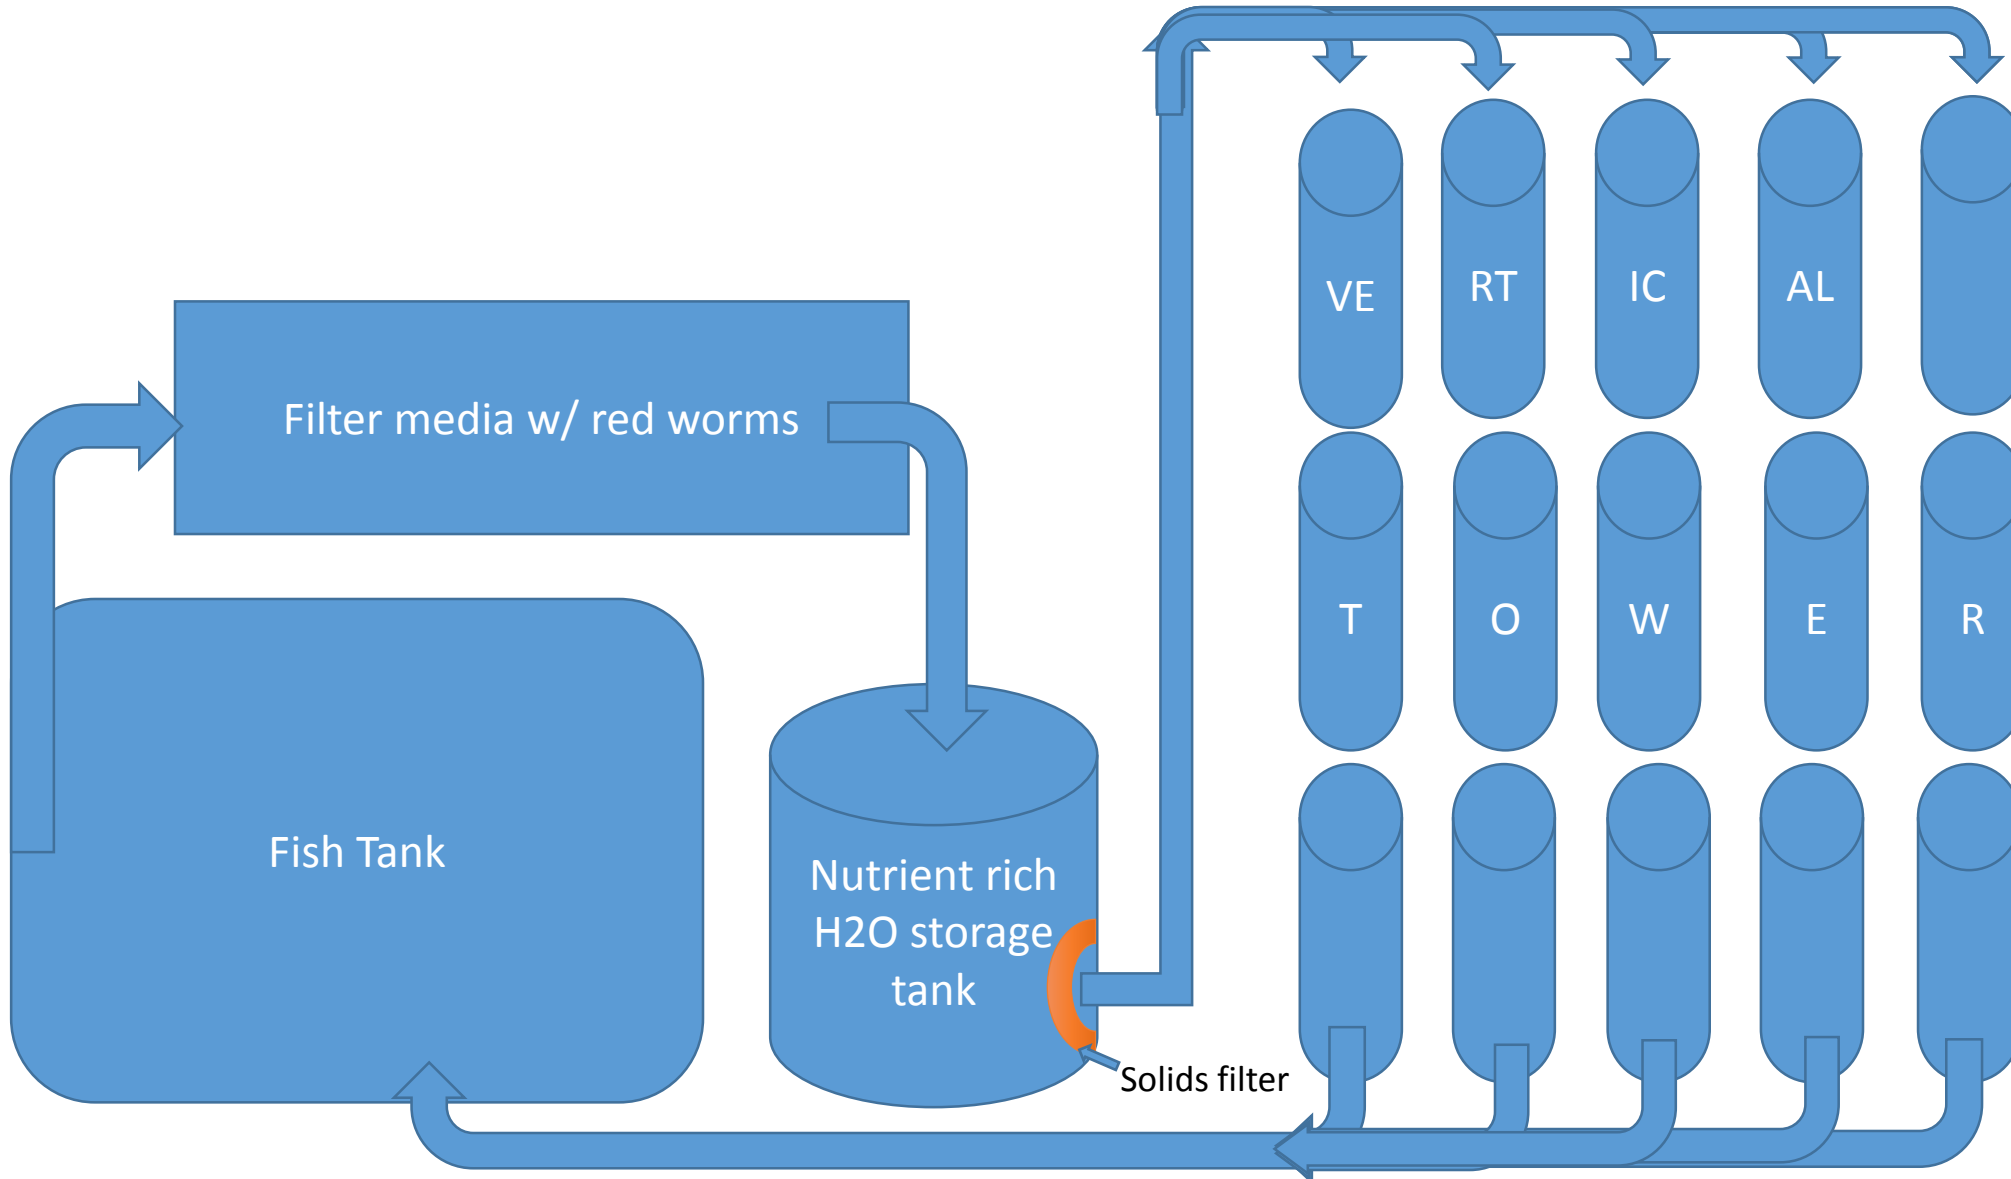 VE RT IC AL
Filter media w/ red worms
T O W E R
Fish Tank
Nutrient rich
H2O storage
tank
Solids filter